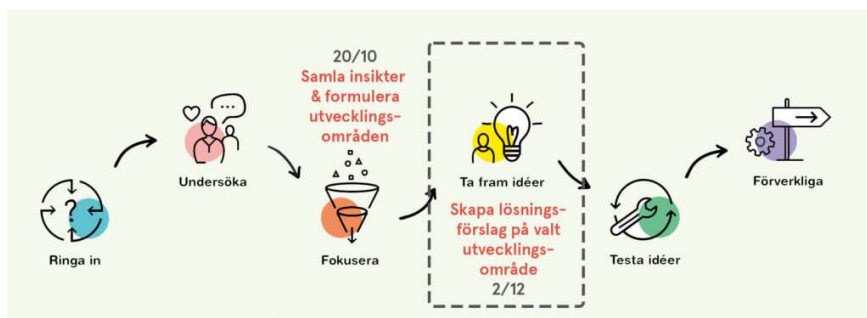 20/10
Samla insikter
& formulera
utvecklings-
områden
Undersöka
Ta fram idéer
Förverkliga
Skapa lösnings-
förslag på valt
utvecklings-
område
2/12
?
Ringa in
Fokusera
Testa idéer